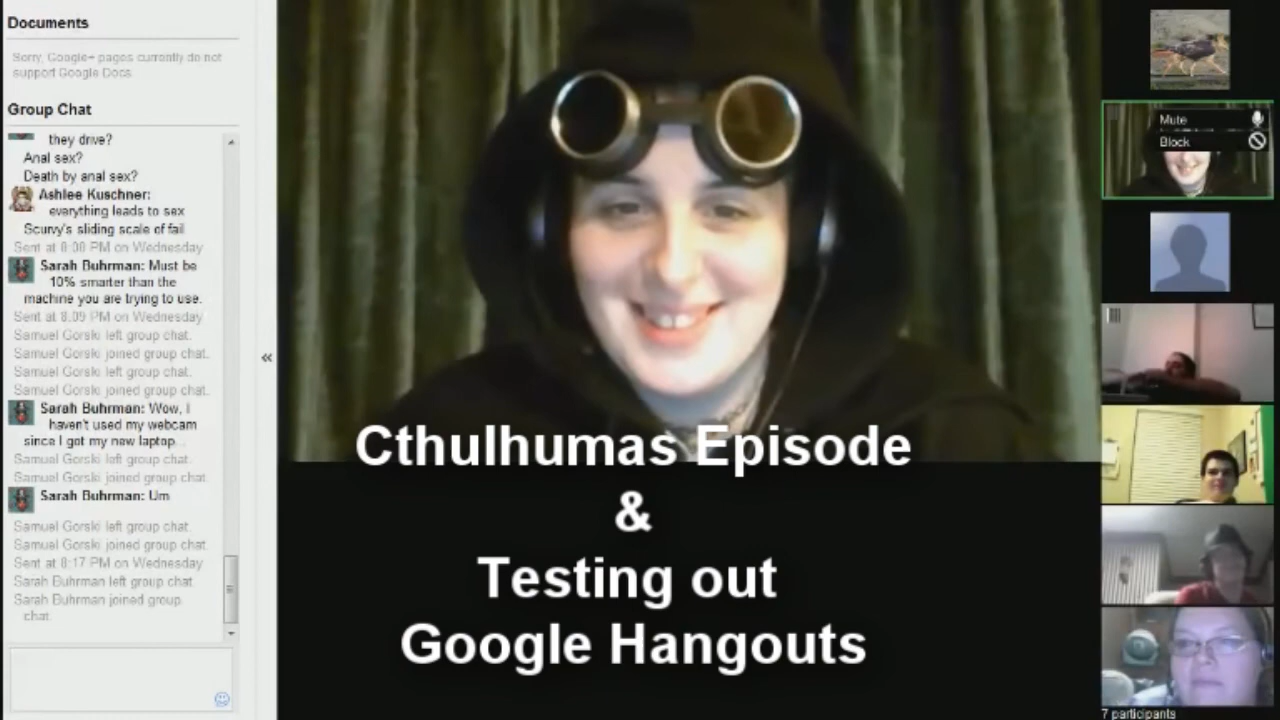 Documents
Sorry, Google+ pages currently do not
support Google Docs
Group Chat
they drive?
Anal sex?
Death by anal sex?
Ashlee Kuschner:
everything leads to sex
Scurvy's sliding scale of fail
Sent at 8:08 PM on Wednesday
Sarah Buhrman: Must be
10% smarter than the
machine you are trying to use.
Sent at 8:09 PM on Wednesday
Samuel Gorski left group chat.
Samuel Gorski joined group chat.
Samuel Gorski left group chat.
Samuel Gorski joined group chat.
Sarah Buhrman: Wow, I
haven't used my webcam
since I got my new laptop...
Samuel Gorski left group chat.
Samuel Gorski joined group chat.
Sarah Buhrman: Um
Samuel Gorski left group chat.
Samuel Gorski joined group chat.
Sent at 8:17 PM on Wednesday
Sarah Buhrman left group chat.
Sarah Buhrman joined group
chat.
«
Cthulhumas Episode
&
Testing out
Google Hangouts
Mute
Block
7 participants